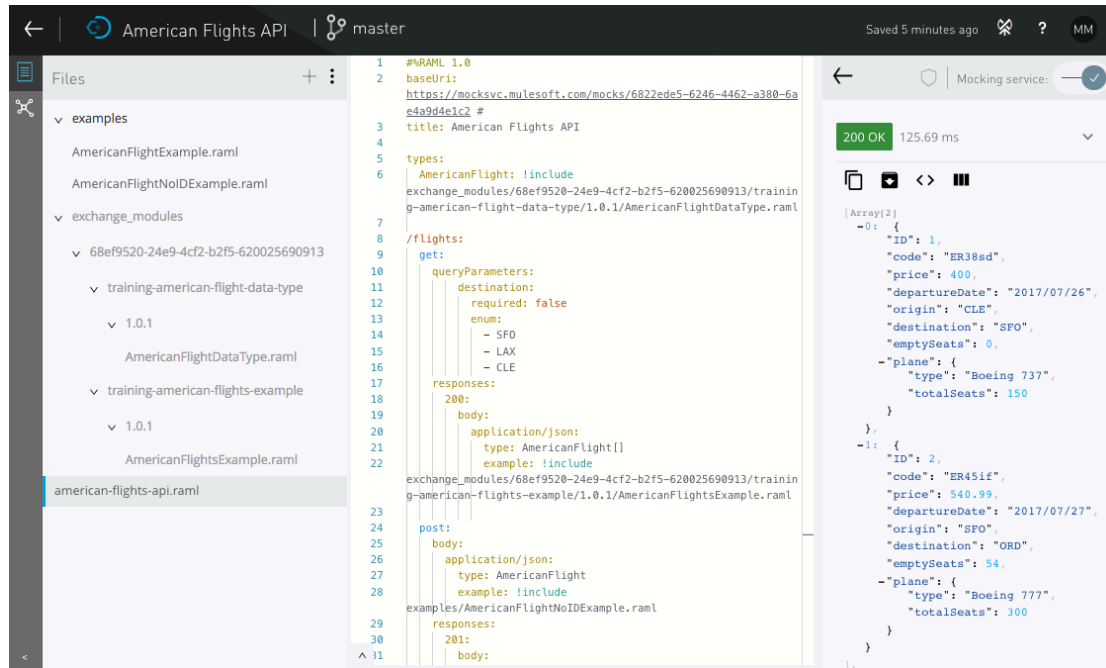 American Flights API
master
Saved 5 minutes ago
?
MM
Files
examples
AmericanFlightExample.raml
AmericanFlightNoIDExample.raml
exchange_modules
68ef9520-24e9-4cf2-b2f5-620025690913
training-american-flight-data-type
1.0.1
AmericanFlightDataType.raml
training-american-flights-example
1.0.1
AmericanFlightsExample.raml
american-flights-api.raml
<
1 #%RAML 1.0
2 baseUri:
https://mocksvc.mulesoft.com/mocks/6822ede5-6246-4462-a380-6a
e4a9d4e1c2 #
3 title: American Flights API
4
5 types:
6 AmericanFlight: !include
exchange_modules/68ef9520-24e9-4cf2-b2f5-620025690913/trainin
g-american-flight-data-type/1.0.1/AmericanFlightDataType.raml
7
8 /flights:
9 get:
10 queryParameters:
11 destination:
12 required: false
13 enum:
14 - SFO
15 - LAX
16 - CLE
17 responses:
18 200:
19 body:
20 application/json:
21 type: AmericanFlight[]
22 example: !include
exchange_modules/68ef9520-24e9-4cf2-b2f5-620025690913/trainin
g-american-flights-example/1.0.1/AmericanFlightsExample.raml
23
24 post:
25 body:
26 application/json:
27 type: AmericanFlight
28 example: !include
examples/AmericanFlightNoIDExample.raml
29 responses:
30 201:
31 body:
Mocking service:
200 OK 125.69 ms
[Array[2]
-0: {
"ID": 1,
"code": "ER38sd",
"price": 400,
"departureDate": "2017/07/26",
"origin": "CLE",
"destination": "SFO",
"emptySeats": 0,
-"plane": {
"type": "Boeing 737",
"totalSeats": 150
}
},
-1: {
"ID": 2,
"code": "ER45if",
"price": 540.99,
"departureDate": "2017/07/27",
"origin": "SFO",
"destination": "ORD",
"emptySeats": 54,
-"plane": {
"type": "Boeing 777",
"totalSeats": 300
}
}
],